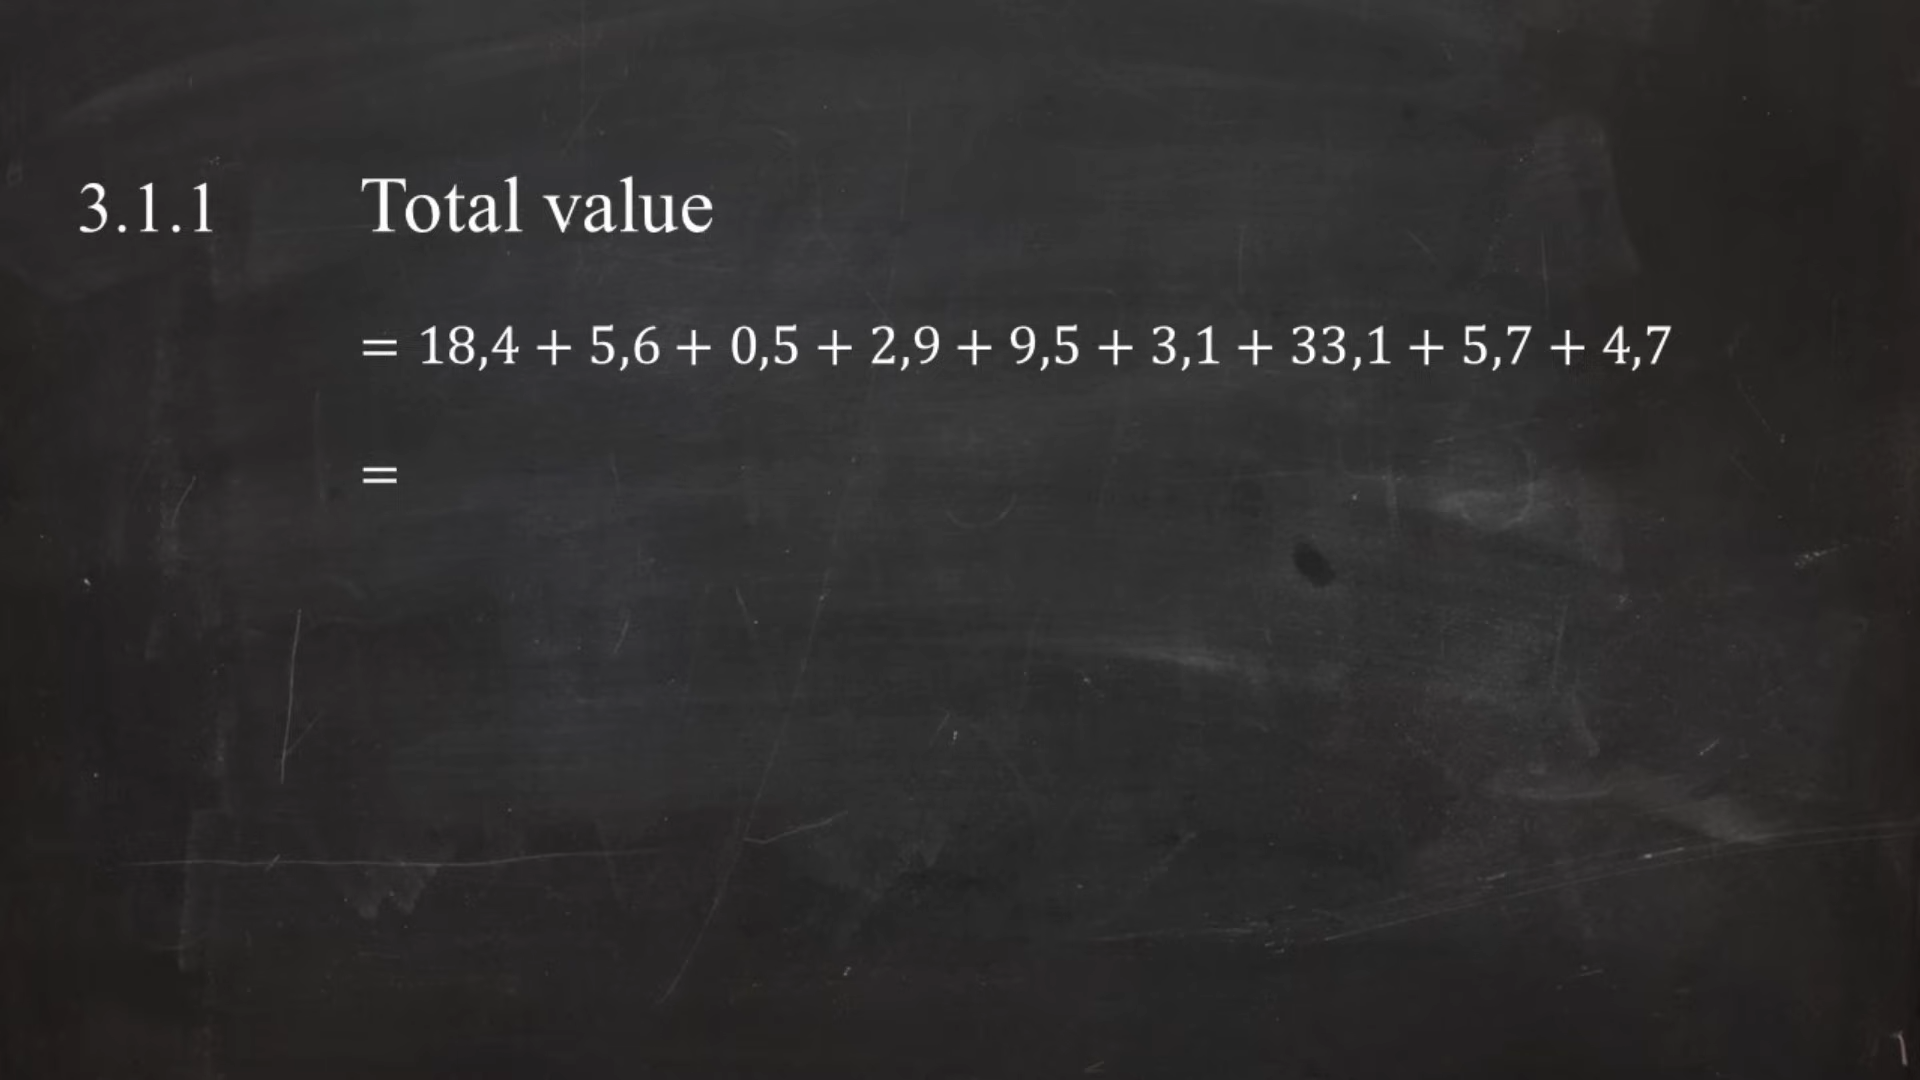 3.1.1 Total value
= 18,4 + 5,6 + 0,5 + 2,9 + 9,5 + 3,1 + 33,1 + 5,7 + 4,7
=